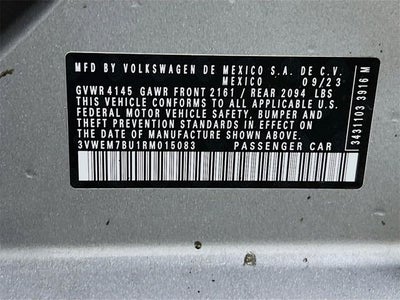 MFD BY VOLKSWAGEN DE MEXICO S.A. DE C.V.
MEXICO 09/23
GVWR4145 GAWR FRONT 2161 / REAR 2094 LBS
THIS VEHICLE CONFORMS TO ALL APPLICABLE U.S.
FEDERAL MOTOR VEHICLE SAFETY, BUMPER AND
THEFT PREVENTION STANDARDS IN EFFECT ON THE
DATE OF MANUFACTURE SHOWN ABOVE.
3VWEM7BU1RM015083 PASSENGER CAR
3431103 3916 M